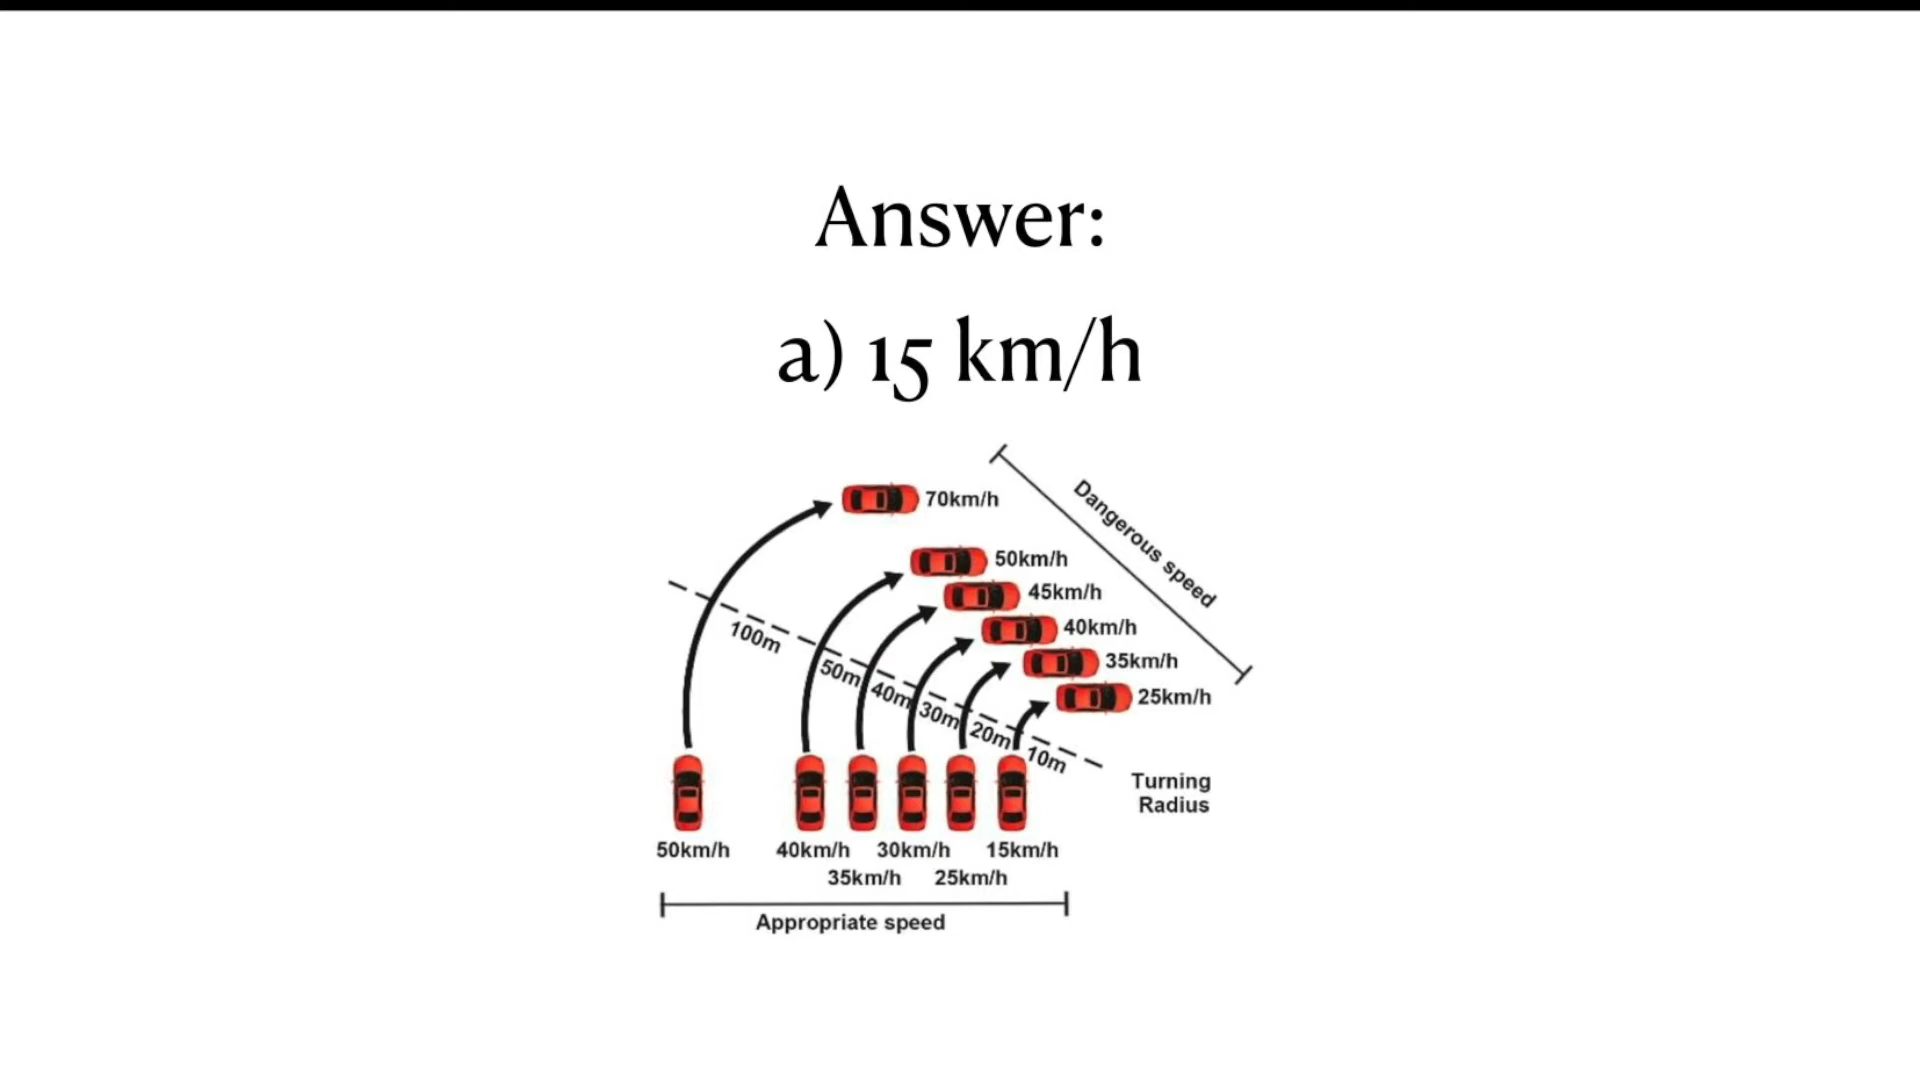 Answer:
a) 15 km/h
70km/h
Dangerous speed
50km/h
45km/h
40km/h
35km/h
25km/h
100m
50m
40m
30m
20m
10m
Turning
Radius
50km/h
40km/h
30km/h
15km/h
35km/h
25km/h
Appropriate speed